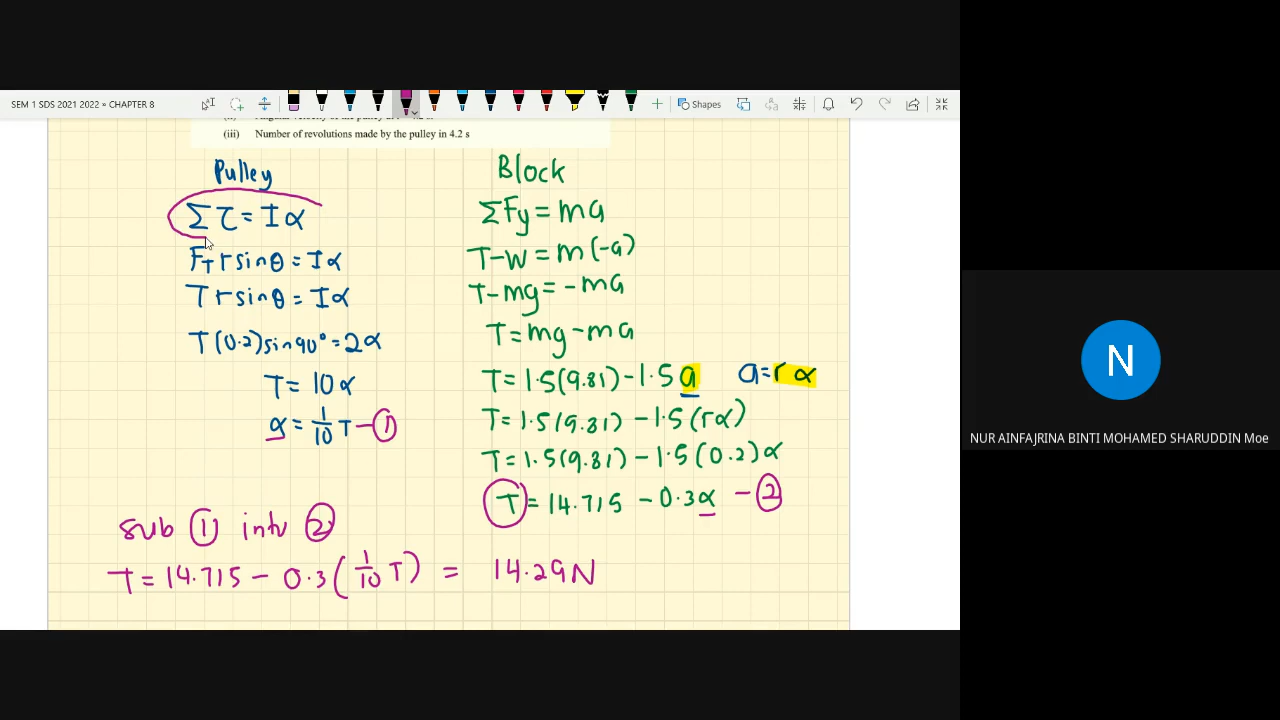 SEM 1 SDS 2021 2022 » CHAPTER 8
Shapes
(iii) Number of revolutions made by the pulley in 4.2 s
Pulley
Στ = Iα
F_T r sinθ = Iα
T r sinθ = Iα
T(0.2) sin90° = 2α
T = 10α
α = 1/10 T – ①
Block
ΣFy = ma
T - W = m(-a)
T - mg = -ma
T = mg - ma
T = 1.5(9.81) - 1.5a a = rα
T = 1.5(9.81) - 1.5(rα)
T = 1.5(9.81) - 1.5(0.2)α
T = 14.715 - 0.3α – ②
sub ① into ②
T = 14.715 - 0.3(1/10 T) = 14.29N
N
NUR AINFAJRINA BINTI MOHAMED SHARUDDIN Moe